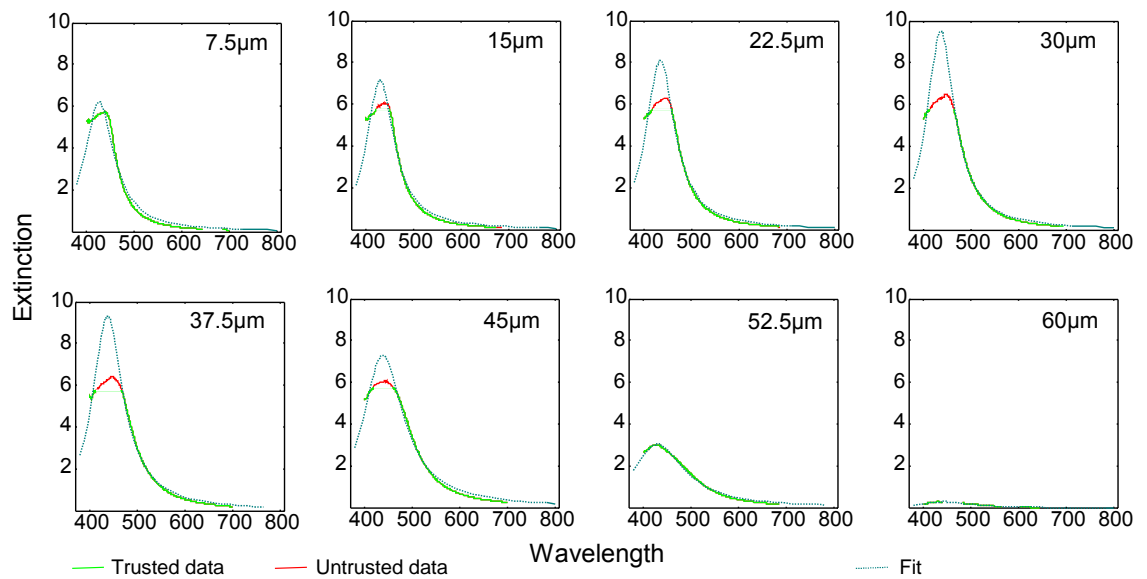 10 10 10 10
7.5µm 15µm 22.5µm 30µm
8 8 8 8
6 6 6 6
4 4 4 4
2 2 2 2
400 500 600 700 800 400 500 600 700 800 400 500 600 700 800 400 500 600 700 800
Extinction
10 10 10 10
37.5µm 45µm 52.5µm 60µm
8 8 8 8
6 6 6 6
4 4 4 4
2 2 2 2
400 500 600 700 800 400 500 600 700 800 400 500 600 700 800 400 500 600 700 800
Wavelength
Trusted data Untrusted data Fit